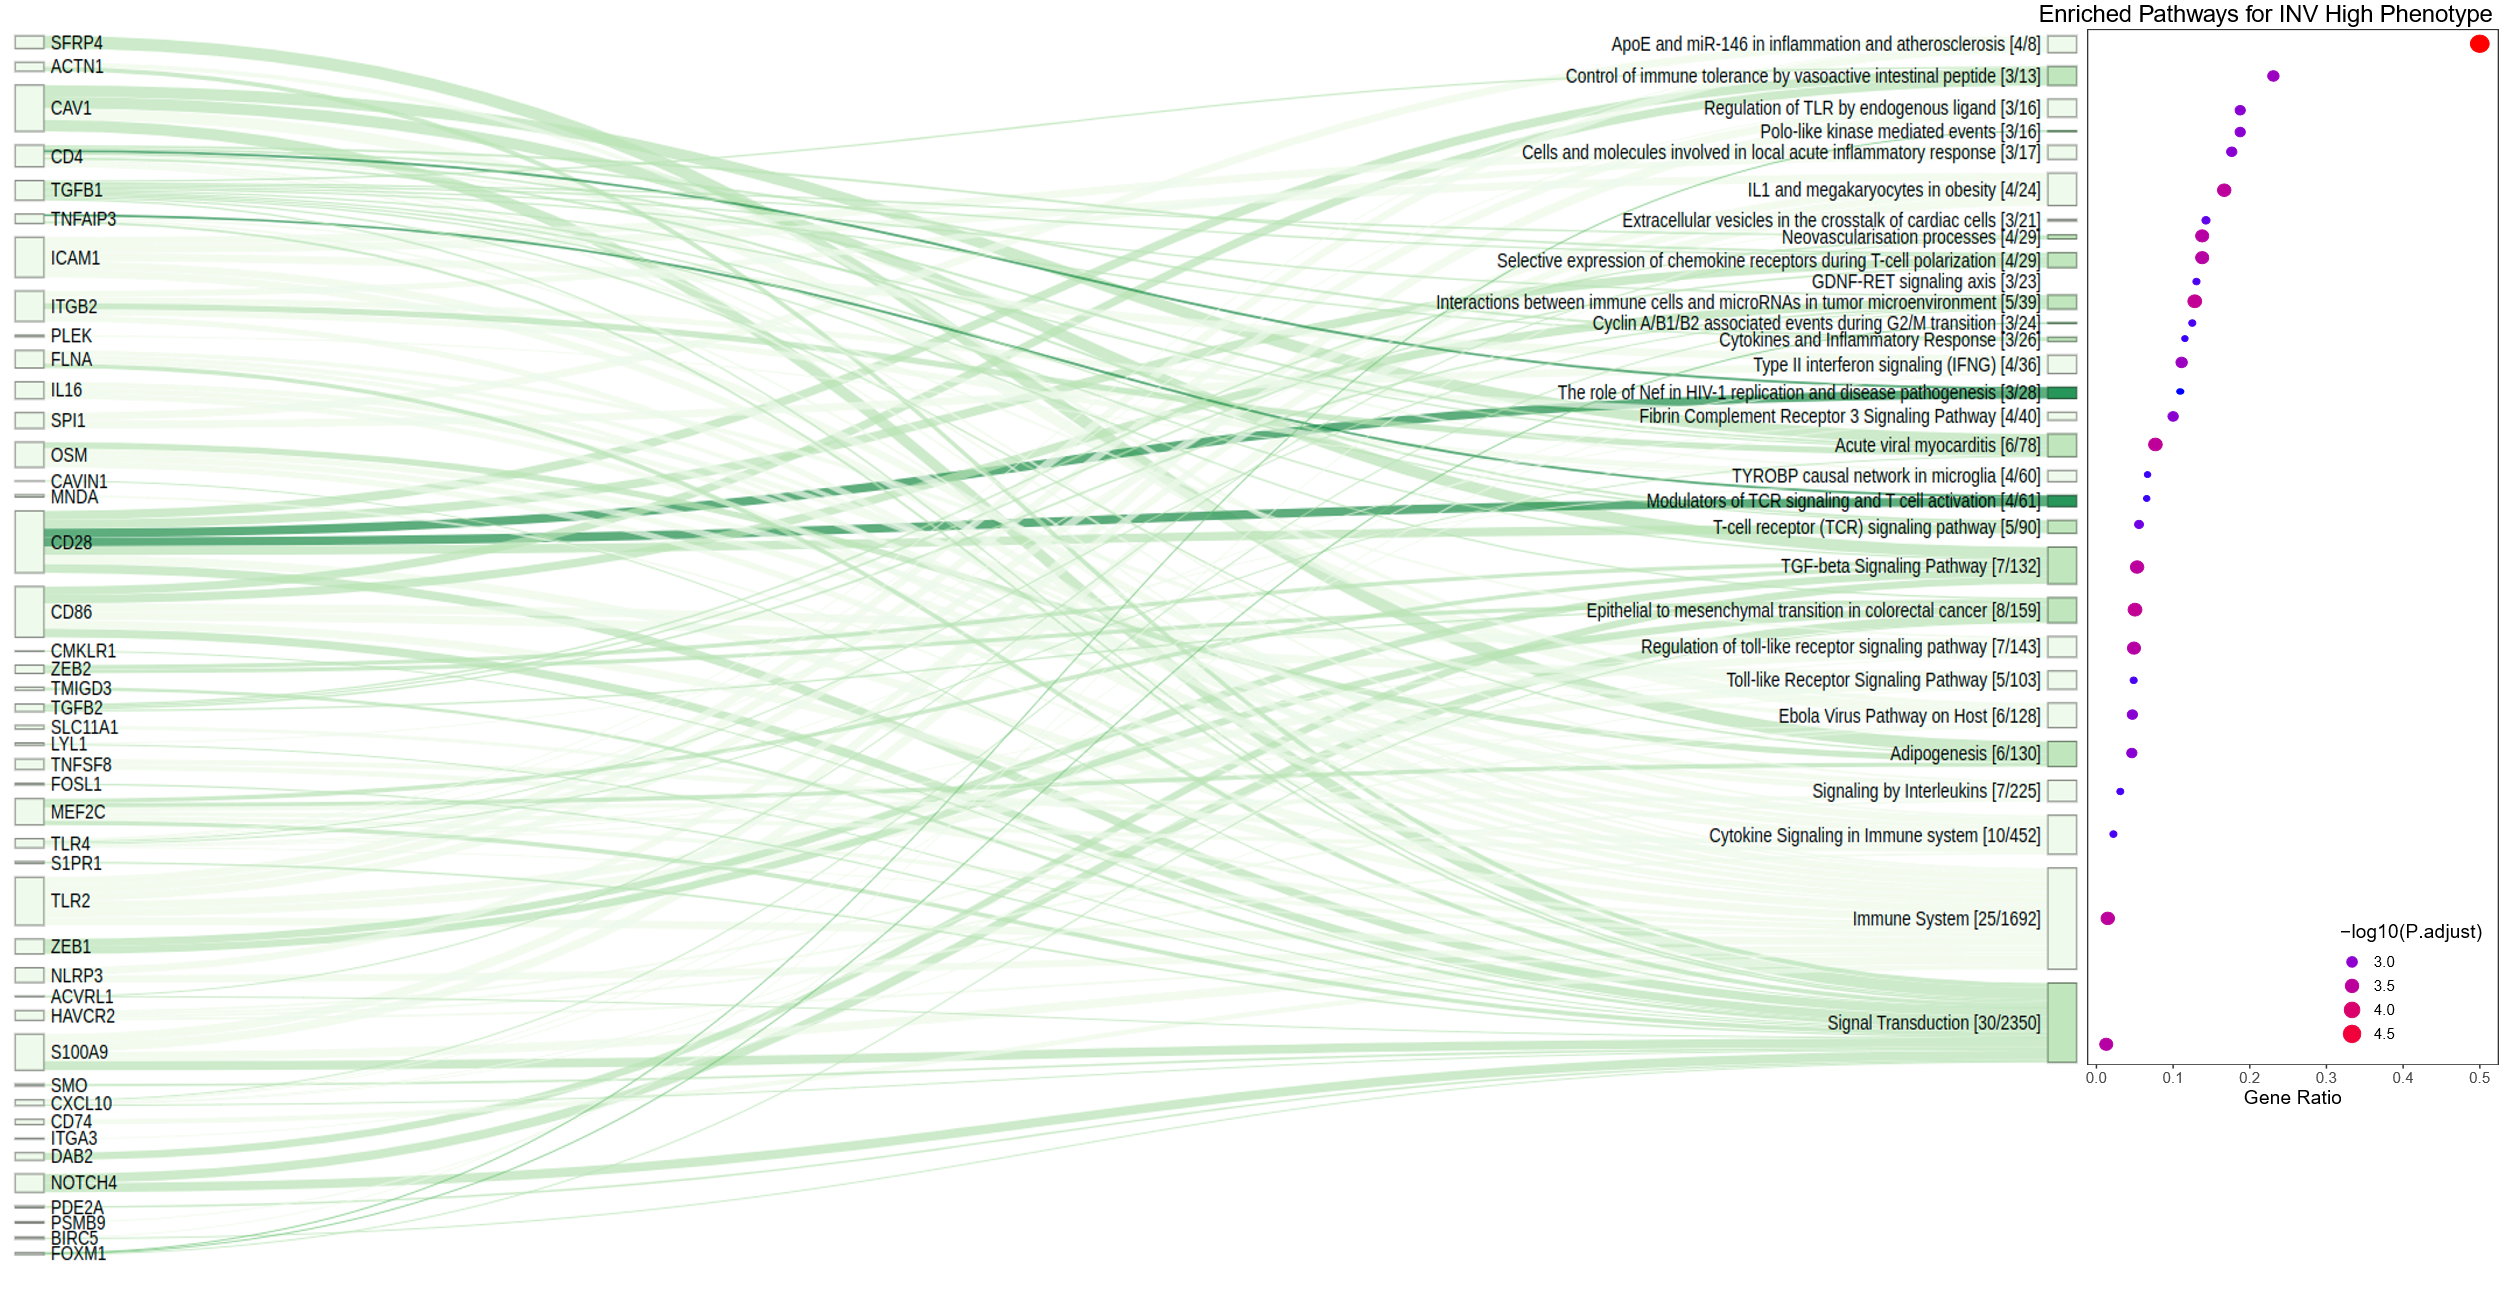 Enriched Pathways for INV High Phenotype
SFRP4
ACTN1
CAV1
CD4
TGFB1
TNFAIP3
ICAM1
ITGB2
PLEK
FLNA
IL16
SPI1
OSM
CAVIN1
MNDA
CD28
CD86
CMKLR1
ZEB2
TMIGD3
TGFB2
SLC11A1
LYL1
TNFSF8
FOSL1
MEF2C
TLR4
S1PR1
TLR2
ZEB1
NLRP3
ACVRL1
HAVCR2
S100A9
SMO
CXCL10
CD74
ITGA3
DAB2
NOTCH4
PDE2A
PSMB9
BIRC5
FOXM1
ApoE and miR-146 in inflammation and atherosclerosis [4/8]
Control of immune tolerance by vasoactive intestinal peptide [3/13]
Regulation of TLR by endogenous ligand [3/16]
Polo-like kinase mediated events [3/16]
Cells and molecules involved in local acute inflammatory response [3/17]
IL1 and megakaryocytes in obesity [4/24]
Extracellular vesicles in the crosstalk of cardiac cells [3/21]
Neovascularisation processes [4/29]
Selective expression of chemokine receptors during T-cell polarization [4/29]
GDNF-RET signaling axis [3/23]
Interactions between immune cells and microRNAs in tumor microenvironment [5/39]
Cyclin A/B1/B2 associated events during G2/M transition [3/24]
Cytokines and Inflammatory Response [3/26]
Type II interferon signaling (IFNG) [4/36]
The role of Nef in HIV-1 replication and disease pathogenesis [3/28]
Fibrin Complement Receptor 3 Signaling Pathway [4/40]
Acute viral myocarditis [6/78]
TYROBP causal network in microglia [4/60]
Modulators of TCR signaling and T cell activation [4/61]
T-cell receptor (TCR) signaling pathway [5/90]
TGF-beta Signaling Pathway [7/132]
Epithelial to mesenchymal transition in colorectal cancer [8/159]
Regulation of toll-like receptor signaling pathway [7/143]
Toll-like Receptor Signaling Pathway [5/103]
Ebola Virus Pathway on Host [6/128]
Adipogenesis [6/130]
Signaling by Interleukins [7/225]
Cytokine Signaling in Immune system [10/452]
Immune System [25/1692]
Signal Transduction [30/2350]
−log10(P.adjust)
3.0
3.5
4.0
4.5
0.0 0.1 0.2 0.3 0.4 0.5
Gene Ratio